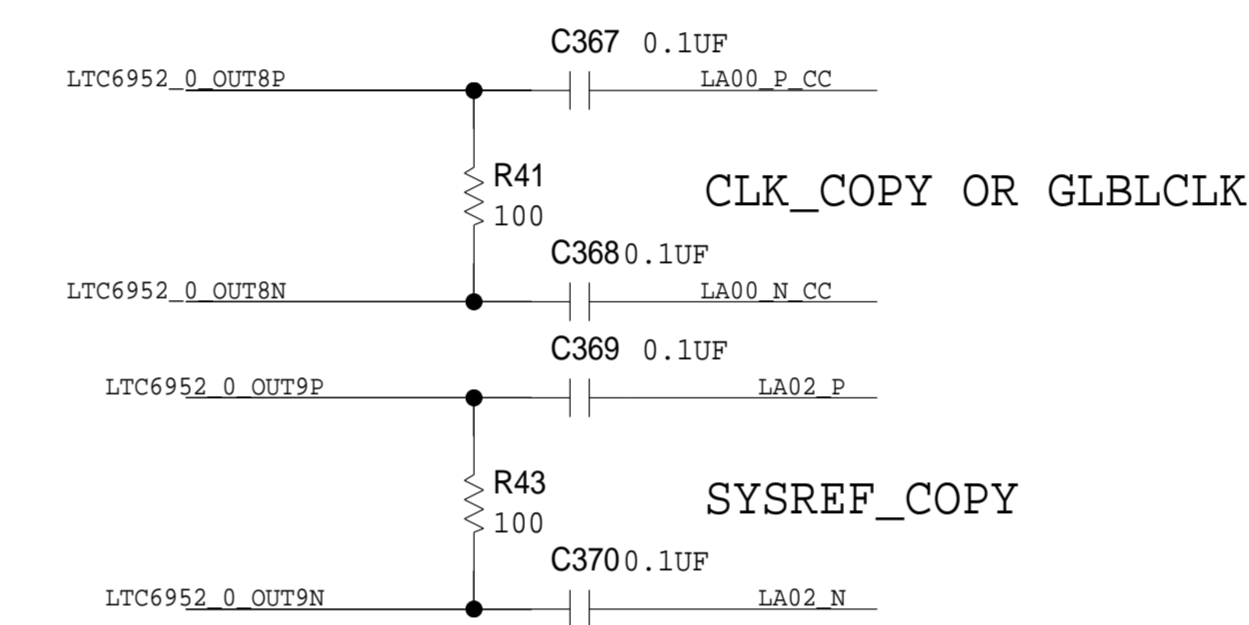 C367 0.1UF
LTC6952_0_OUT8P LA00_P_CC
R41
100
CLK_COPY OR GLBLCLK
C368 0.1UF
LTC6952_0_OUT8N LA00_N_CC
C369 0.1UF
LTC6952_0_OUT9P LA02_P
R43
100
SYSREF_COPY
C370 0.1UF
LTC6952_0_OUT9N LA02_N